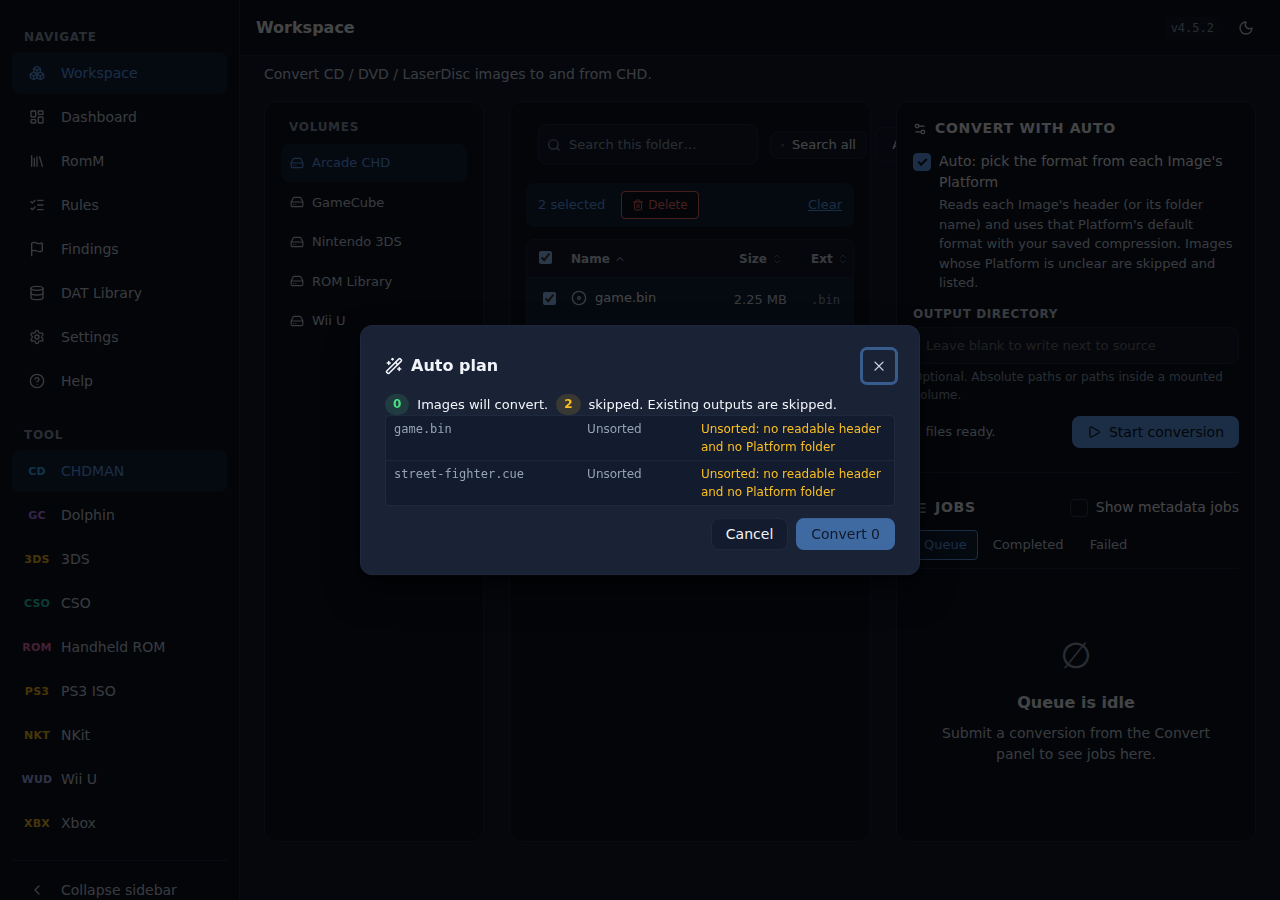 NAVIGATE
Workspace
Dashboard
RomM
Rules
Findings
DAT Library
Settings
Help
TOOL
CD CHDMAN
GC Dolphin
3DS 3DS
CSO CSO
ROM Handheld ROM
PS3 PS3 ISO
NKT NKit
WUD Wii U
XBX Xbox
Collapse sidebar
Workspace
v4.5.2
Convert CD / DVD / LaserDisc images to and from CHD.
VOLUMES
Arcade CHD
GameCube
Nintendo 3DS
ROM Library
Wii U
Search this folder...
Search all
2 selected
Delete
Clear
Name
Size
Ext
game.bin
2.25 MB
.bin
CONVERT WITH AUTO
Auto: pick the format from each Image's
Platform
Reads each Image's header (or its folder
name) and uses that Platform's default
format with your saved compression. Images
whose Platform is unclear are skipped and
listed.
OUTPUT DIRECTORY
Leave blank to write next to source
Optional. Absolute paths or paths inside a mounted
volume.
files ready.
Start conversion
JOBS
Show metadata jobs
Queue
Completed
Failed
Queue is idle
Submit a conversion from the Convert
panel to see jobs here.
Auto plan
0 Images will convert. 2 skipped. Existing outputs are skipped.
game.bin
Unsorted
Unsorted: no readable header
and no Platform folder
street-fighter.cue
Unsorted
Unsorted: no readable header
and no Platform folder
Cancel
Convert 0